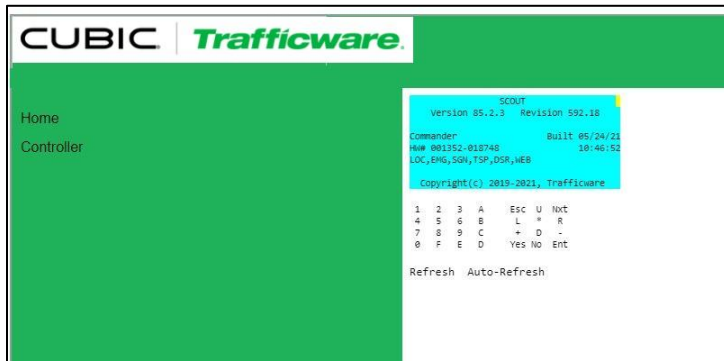 CUBIC | Trafficware.
Home
Controller
SCOUT
Version 85.2.3 Revision 592.18
Commander Built 05/24/21
HW# 001352-018748 10:46:52
LOC,EMG,SGN,TSP,DSR,WEB
Copyright(c) 2019-2021, Trafficware
1 2 3 A Esc U Nxt
4 5 6 B L * R
7 8 9 C + D -
0 F E D Yes No Ent
Refresh Auto-Refresh